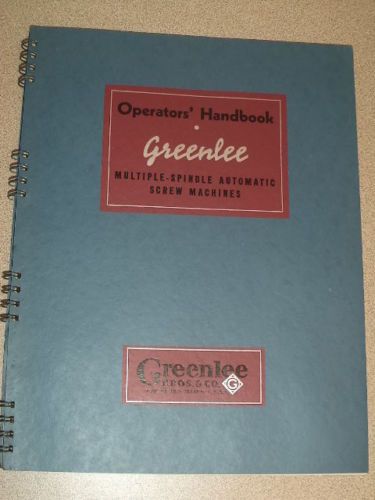 Operators' Handbook
Greenlee
MULTIPLE-SPINDLE AUTOMATIC
SCREW MACHINES
Greenlee
BROS. & CO.
G